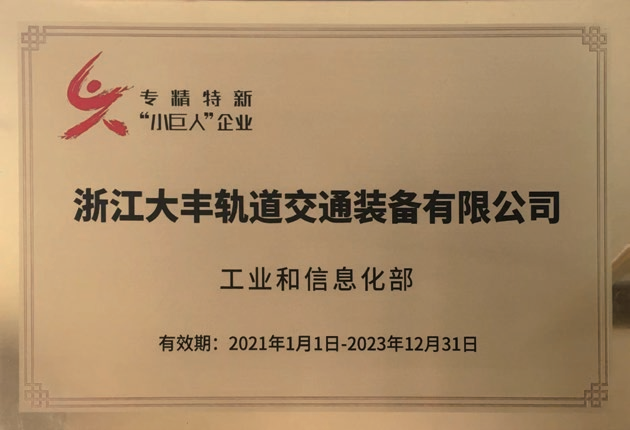 专精特新
“小巨人”企业
浙江大丰轨道交通装备有限公司
工业和信息化部
有效期：2021年1月1日-2023年12月31日